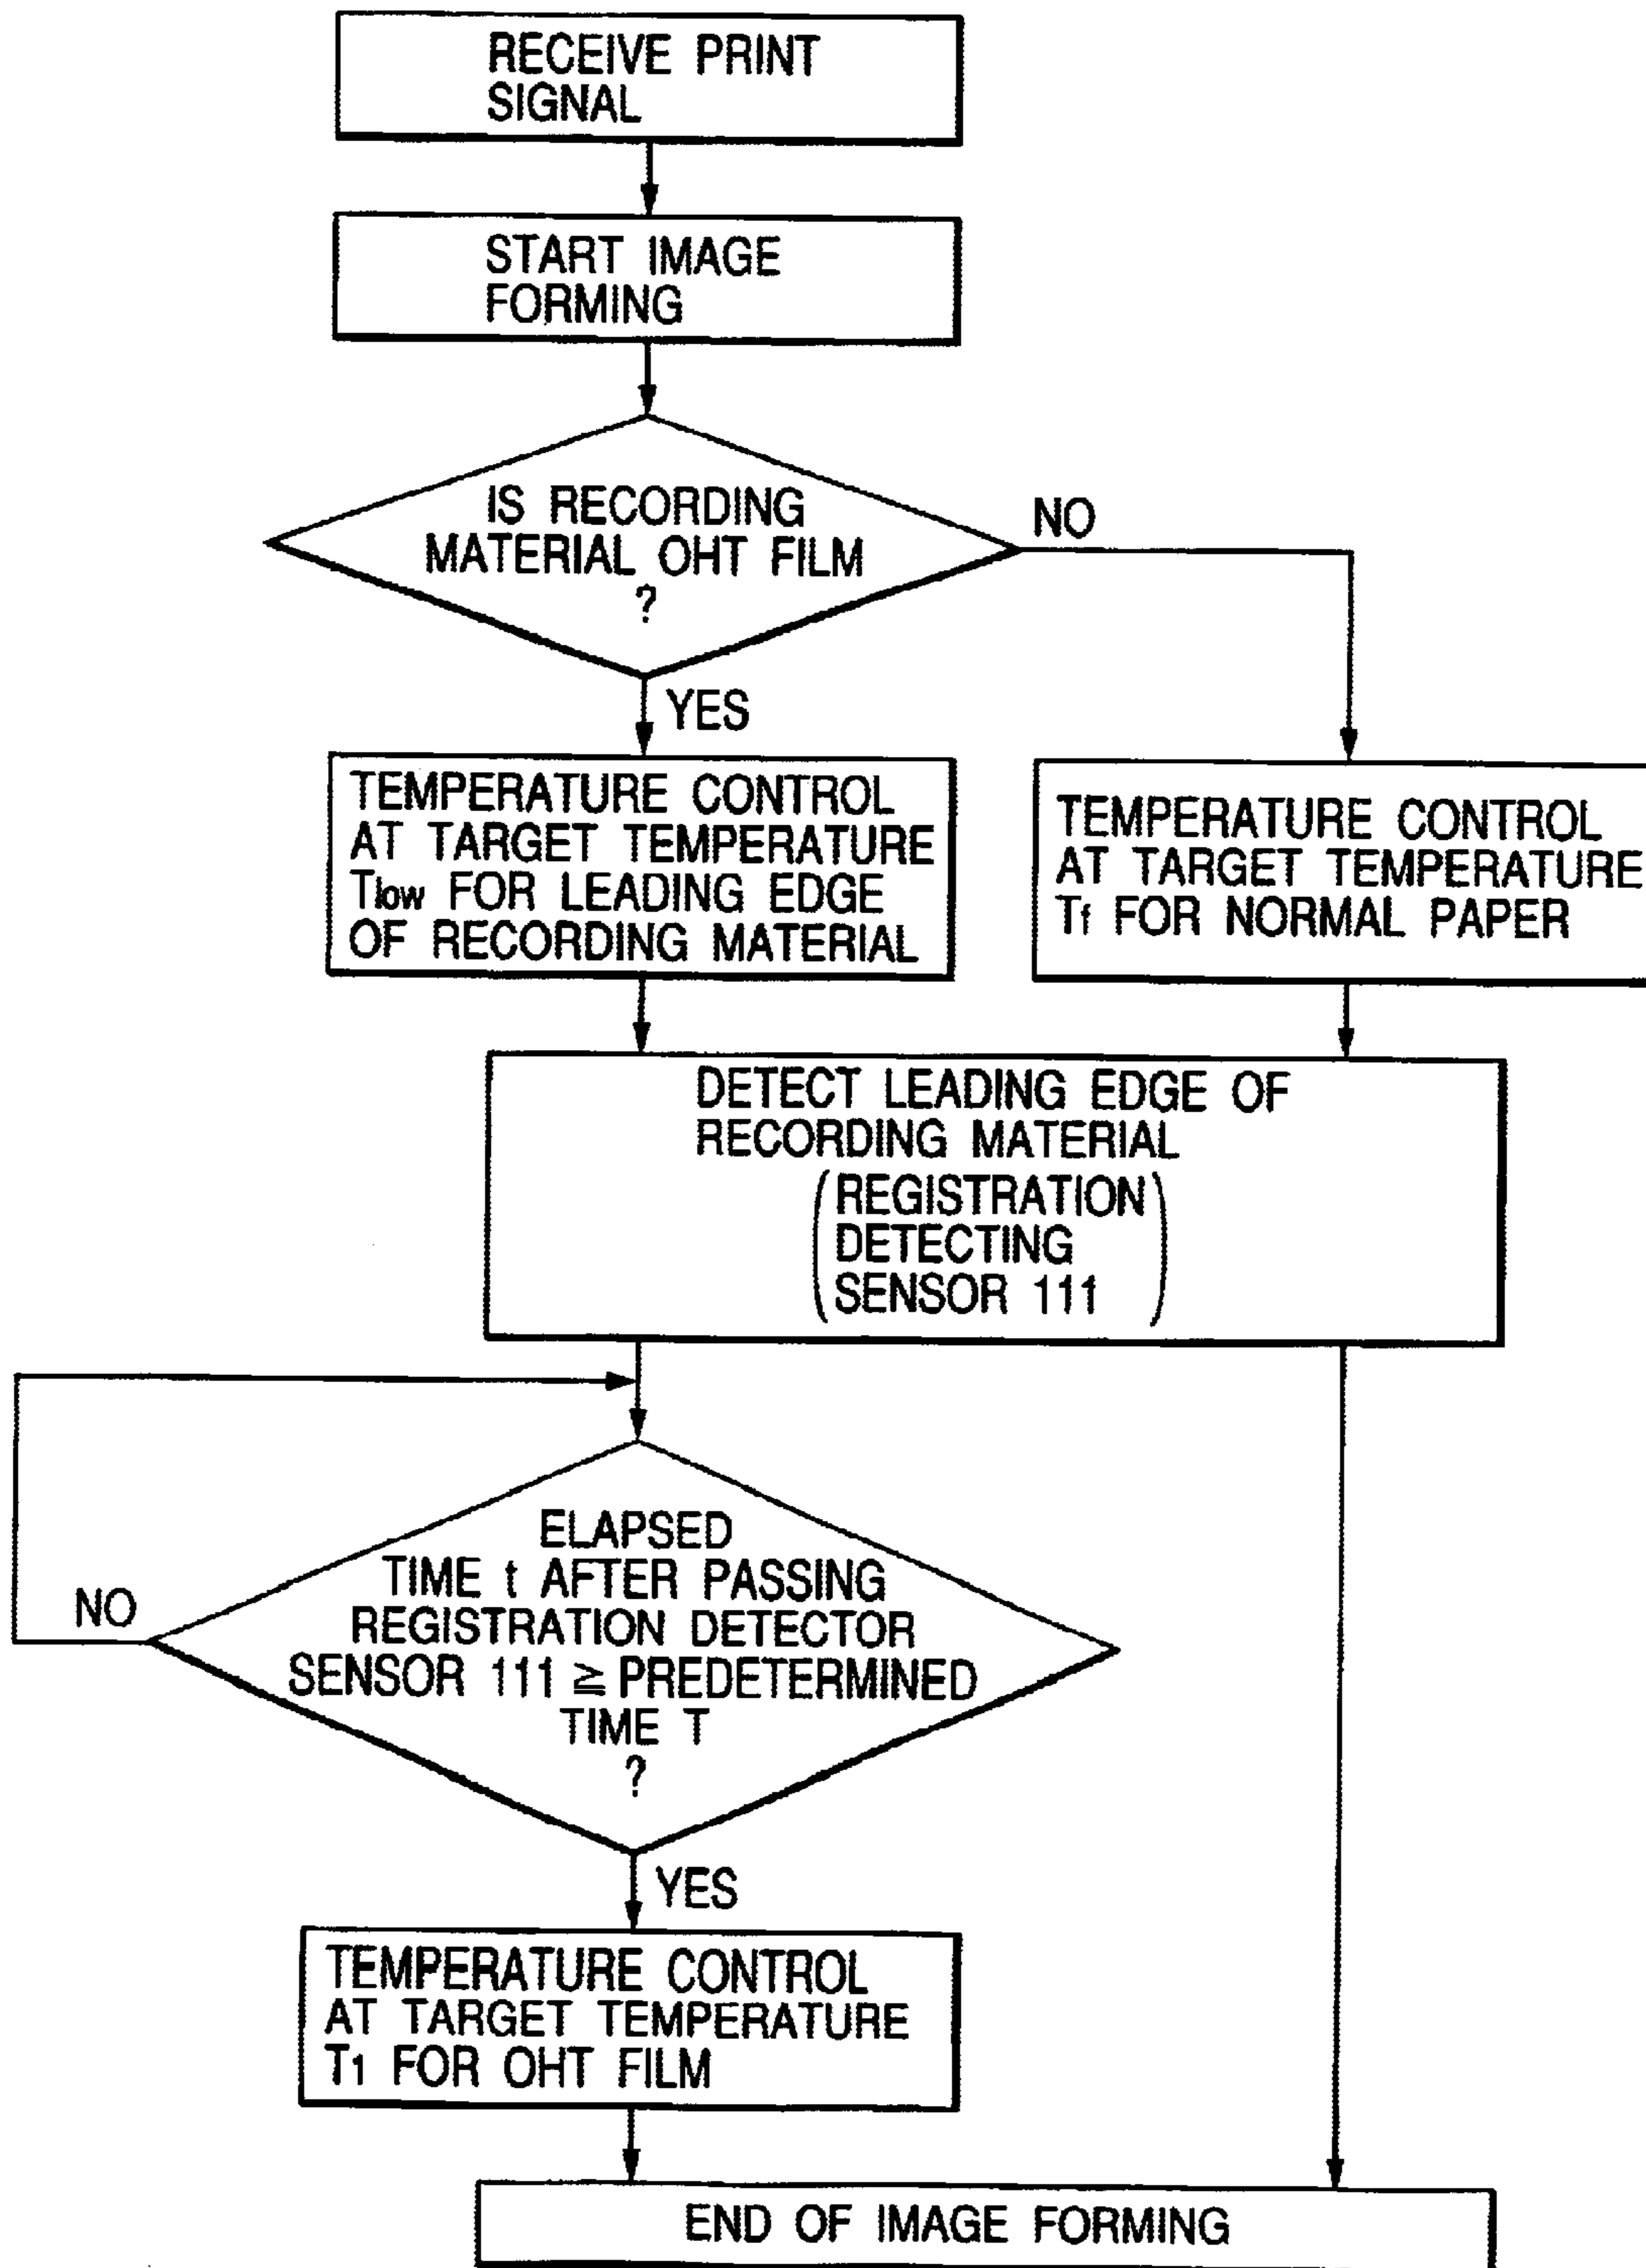 RECEIVE PRINT
SIGNAL
START IMAGE
FORMING
IS RECORDING
MATERIAL OHT FILM
?
NO
YES
TEMPERATURE CONTROL
AT TARGET TEMPERATURE
Tlow FOR LEADING EDGE
OF RECORDING MATERIAL
TEMPERATURE CONTROL
AT TARGET TEMPERATURE
Tf FOR NORMAL PAPER
DETECT LEADING EDGE OF
RECORDING MATERIAL
(REGISTRATION
DETECTING
SENSOR 111)
ELAPSED
TIME t AFTER PASSING
REGISTRATION DETECTOR
SENSOR 111 ≧ PREDETERMINED
TIME T
?
NO
YES
TEMPERATURE CONTROL
AT TARGET TEMPERATURE
T1 FOR OHT FILM
END OF IMAGE FORMING